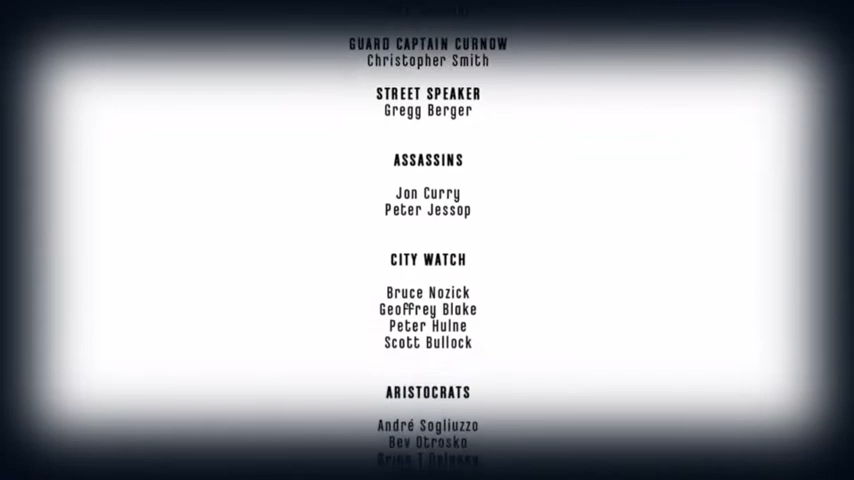 GUARD CAPTAIN CURNOW
Christopher Smith
STREET SPEAKER
Gregg Berger
ASSASSINS
Jon Curry
Peter Jessop
CITY WATCH
Bruce Nozick
Geoffrey Blake
Peter Hulne
Scott Bullock
ARISTOCRATS
André Sogliuzzo
Bev Otrosko